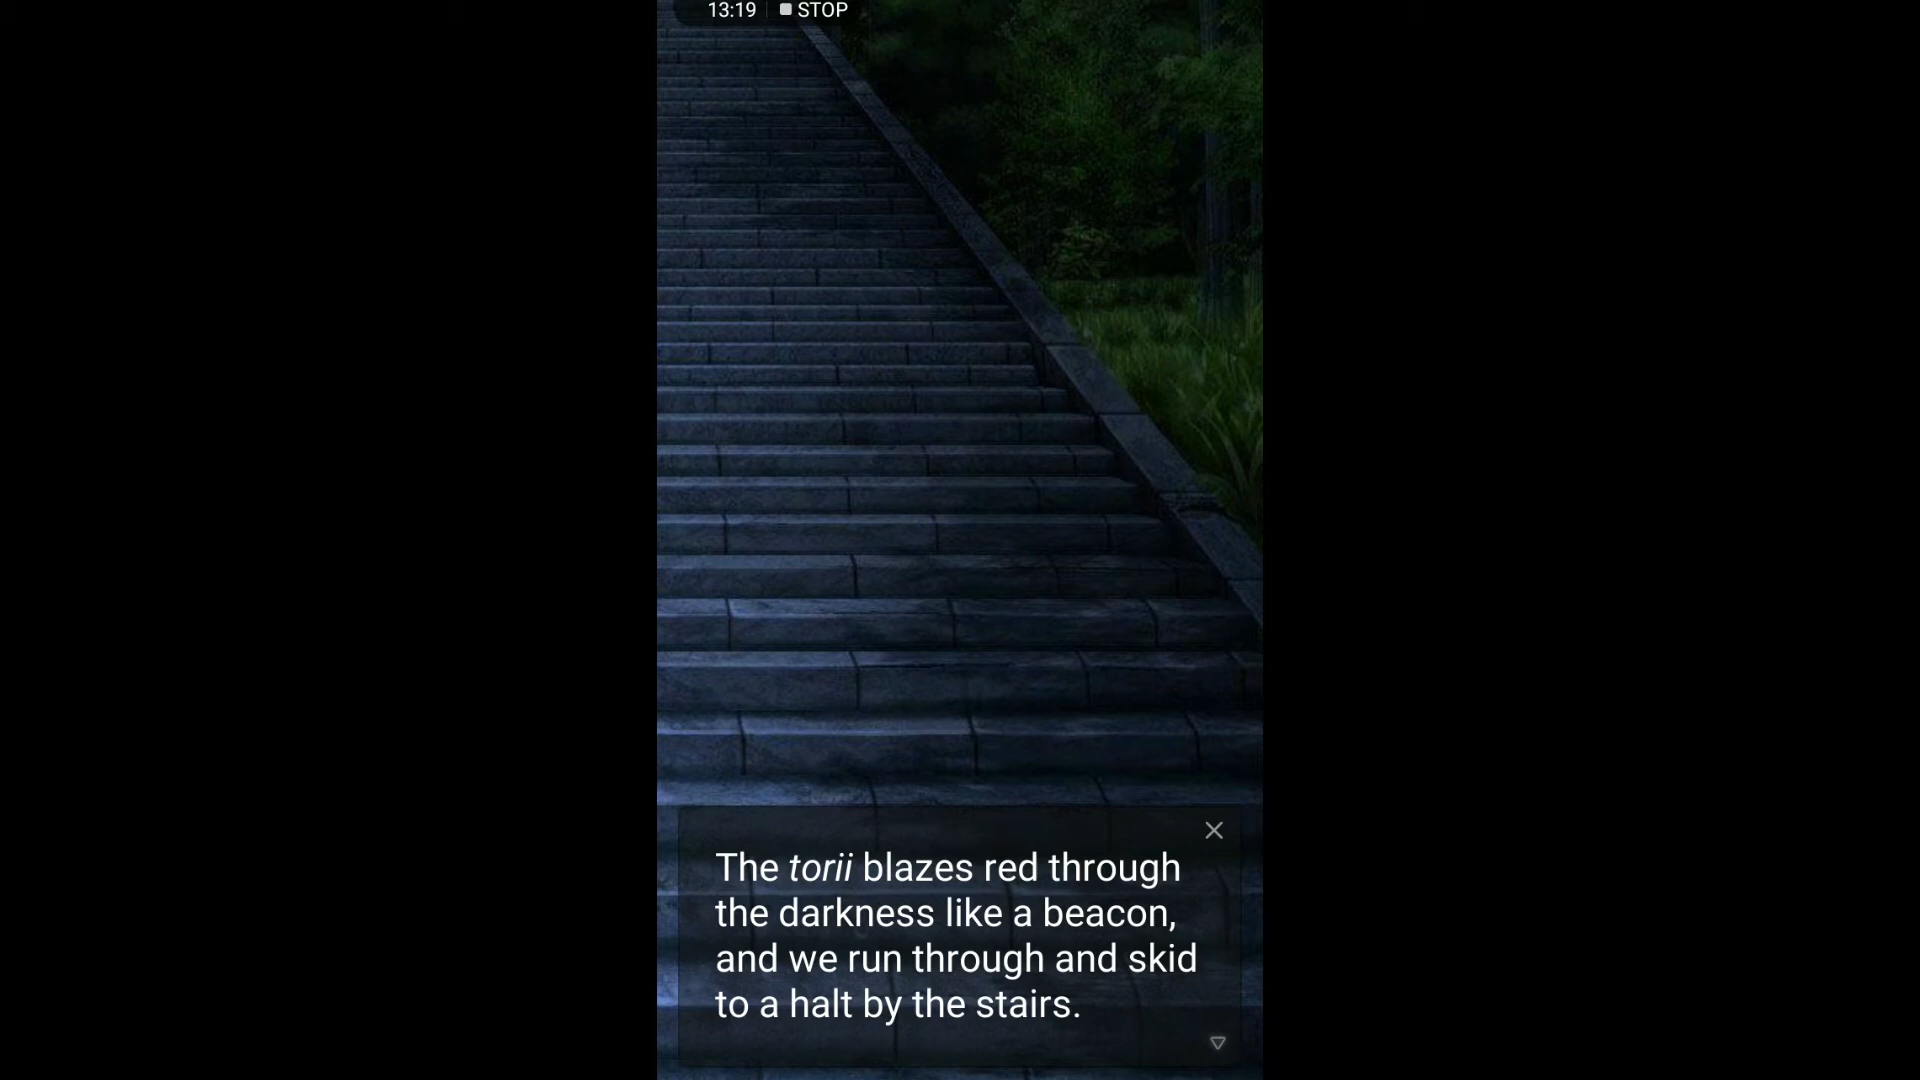 13:19 STOP
The torii blazes red through
the darkness like a beacon,
and we run through and skid
to a halt by the stairs.